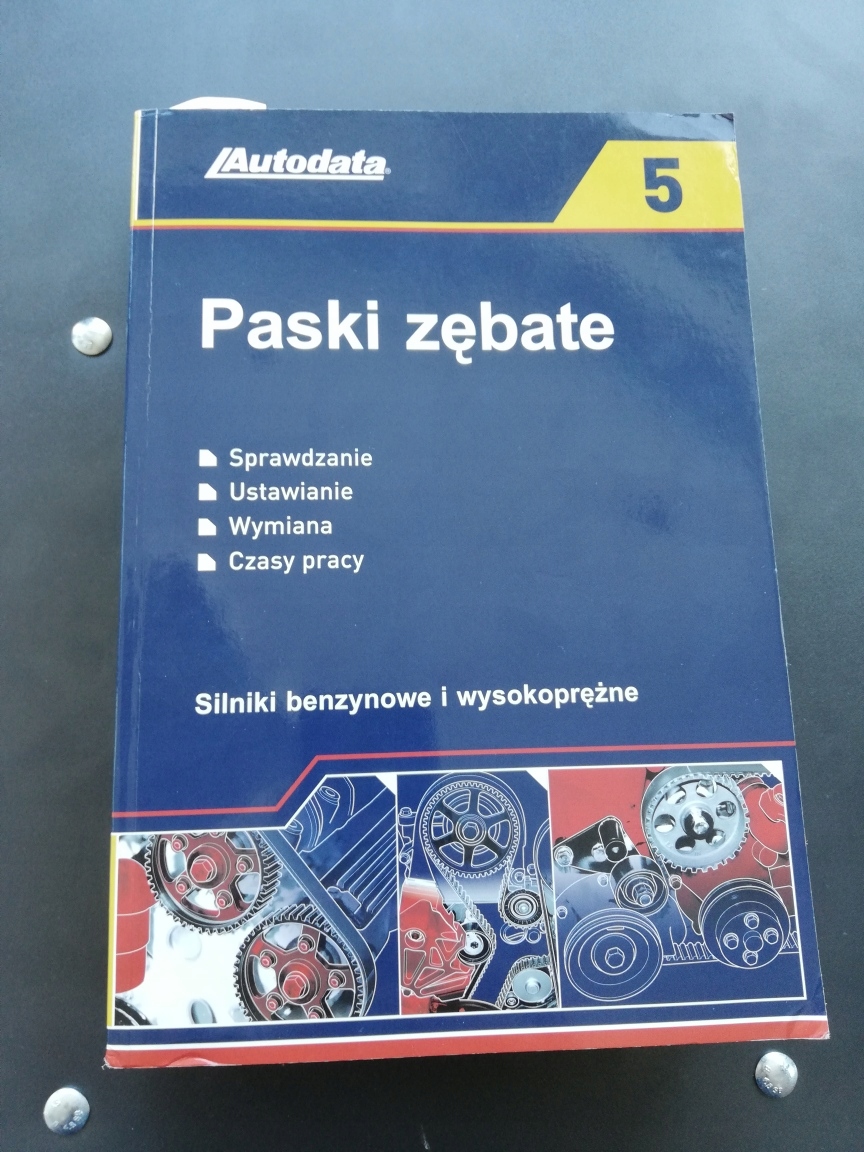 Autodata
5
Paski zębate
Sprawdzanie
Ustawianie
Wymiana
Czasy pracy
Silniki benzynowe i wysokoprężne